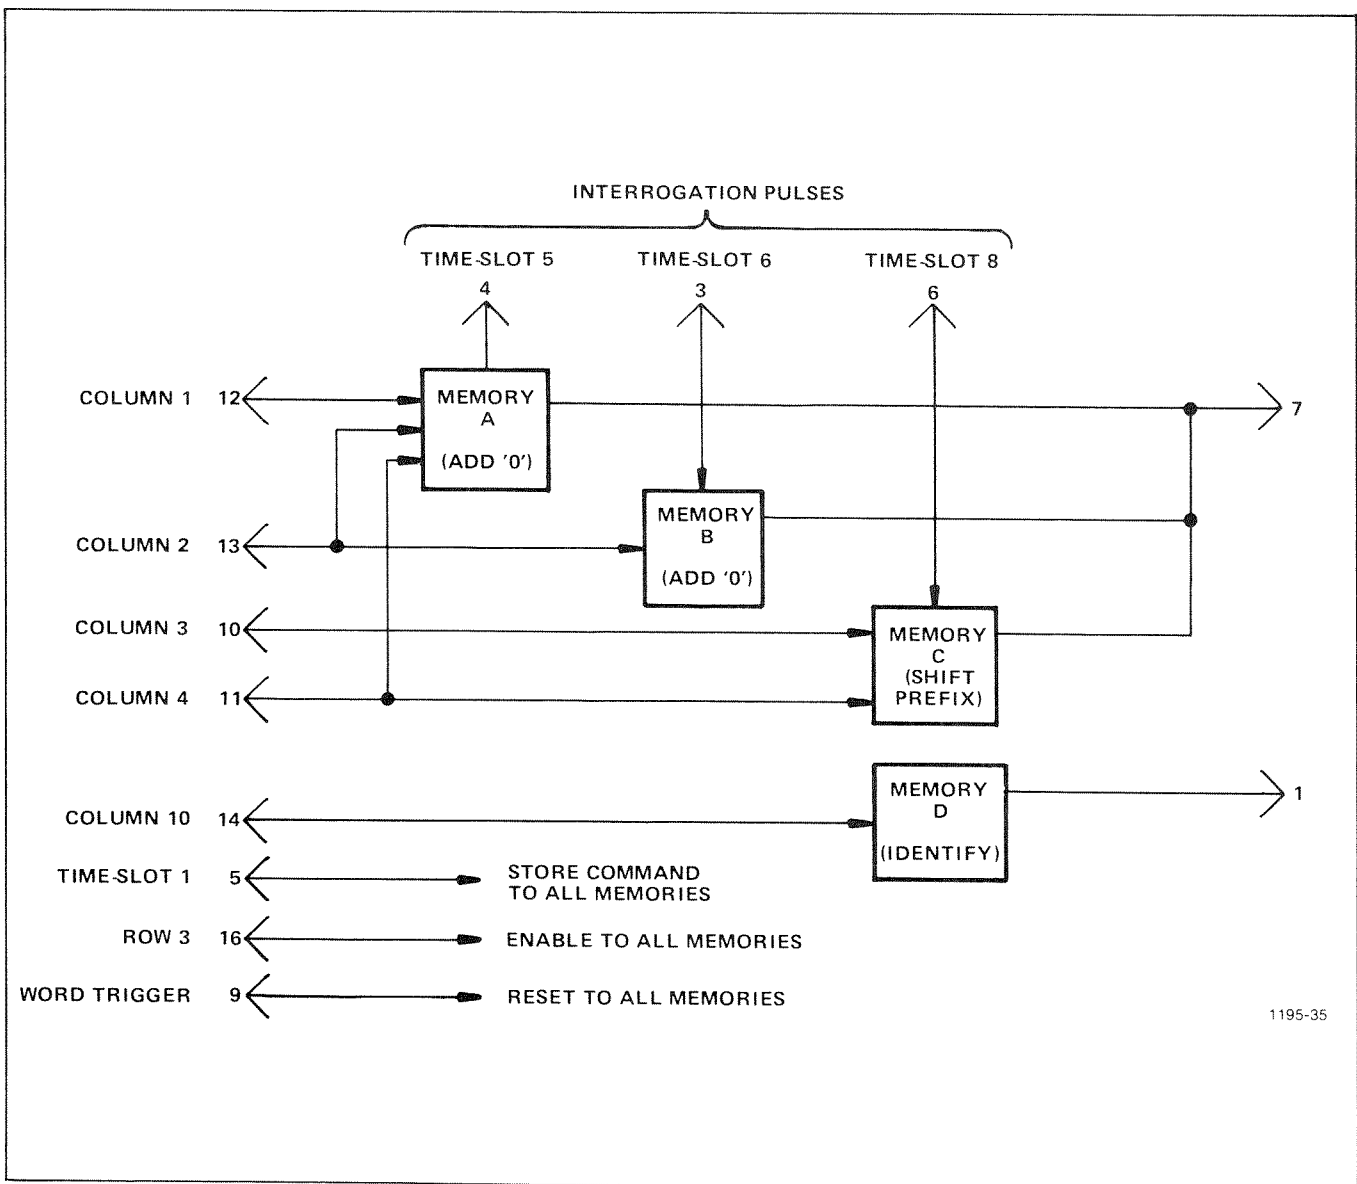 INTERROGATION PULSES
TIME-SLOT 5
TIME-SLOT 6
TIME-SLOT 8
4
3
6
COLUMN 1 12
MEMORY
A
(ADD '0')
7
COLUMN 2 13
MEMORY
B
(ADD '0')
COLUMN 3 10
MEMORY
C
(SHIFT
PREFIX)
COLUMN 4 11
MEMORY
D
(IDENTIFY)
1
COLUMN 10 14
TIME-SLOT 1 5
STORE COMMAND
TO ALL MEMORIES
ROW 3 16
ENABLE TO ALL MEMORIES
WORD TRIGGER 9
RESET TO ALL MEMORIES
1195-35